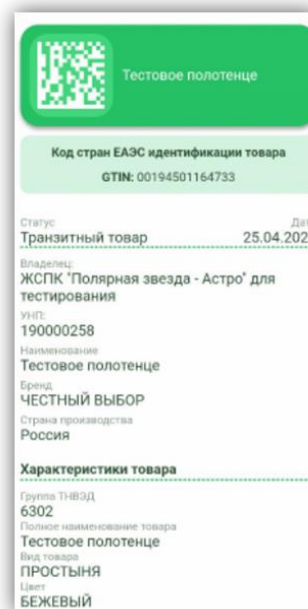 Тестовое полотенце
Код стран ЕАЭС идентификации товара
GTIN: 00194501164733
Статус
Транзитный товар 25.04.202
Владелец:
ЖСПК "Полярная звезда - Астро" для
тестирования
УНП:
190000258
Наименование
Тестовое полотенце
Бренд
ЧЕСТНЫЙ ВЫБОР
Страна производства
Россия
Характеристики товара
Группа ТНВЭД
6302
Полное наименование товара
Тестовое полотенце
Вид товара
ПРОСТЫНЯ
Цвет
БЕЖЕВЫЙ